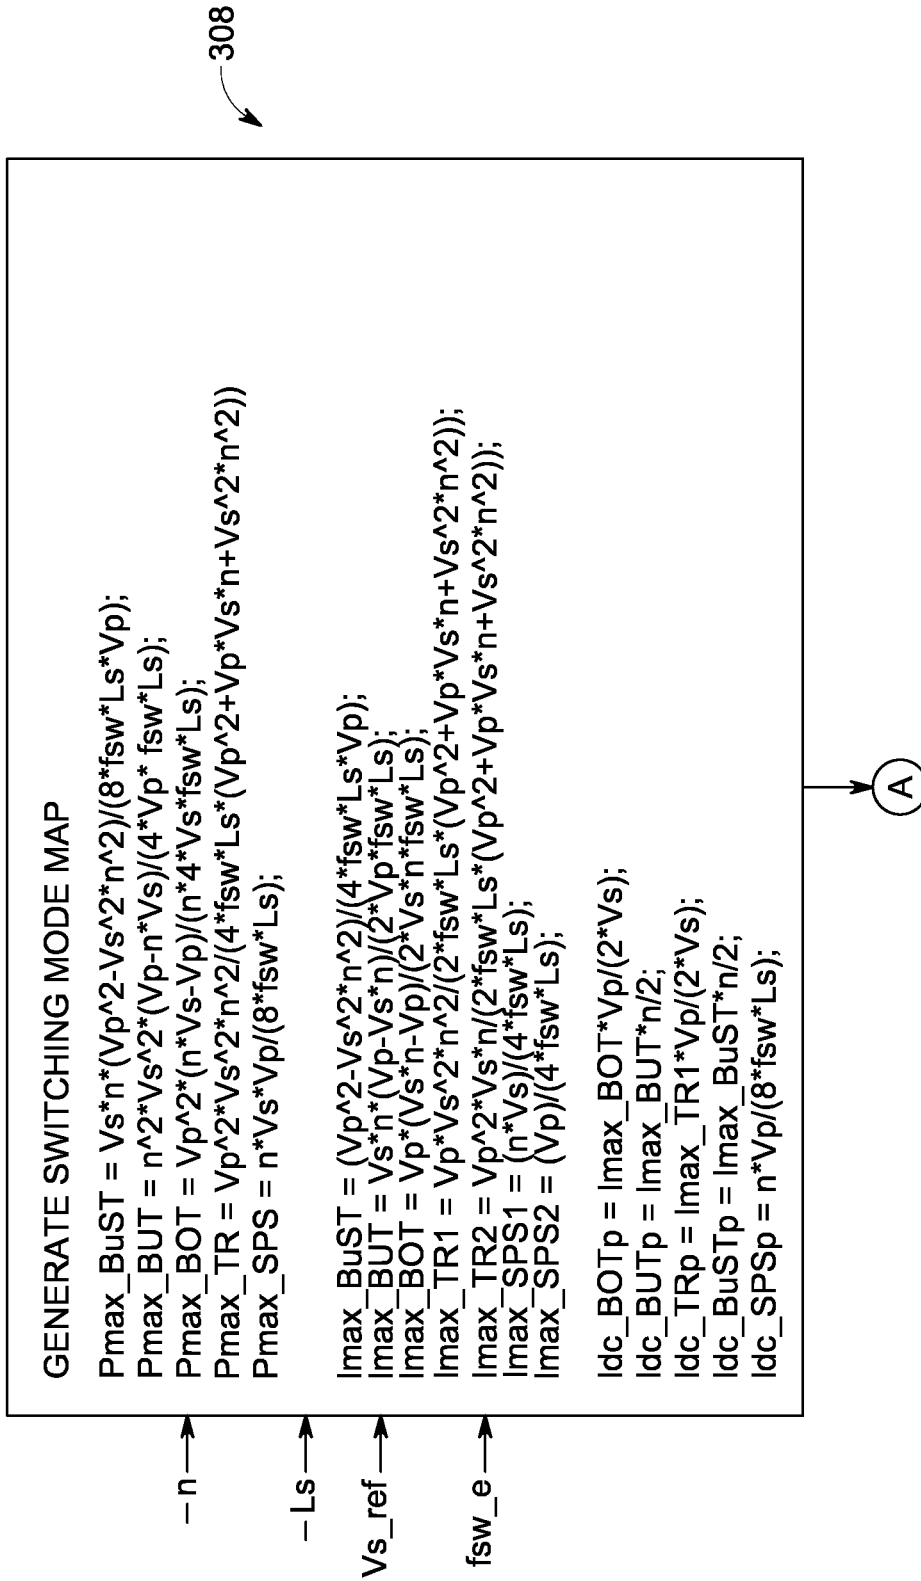 308
GENERATE SWITCHING MODE MAP
Pmax_BuST = Vs*n*(Vp^2-Vs^2*n^2)/(8*fsw*Ls*Vp);
Pmax_BUT = n^2*Vs^2*(Vp-n*Vs)/(4*Vp* fsw*Ls);
Pmax_BOT = Vp^2*(n*Vs-Vp)/(n*4*Vs*fsw*Ls);
Pmax_TR = Vp^2*Vs^2*n^2/(4*fsw*Ls*(Vp^2+Vp*Vs*n+Vs^2*n^2))
Pmax_SPS = n*Vs*Vp/(8*fsw*Ls);
Imax_BuST = (Vp^2-Vs^2*n^2)/(4*fsw*Ls*Vp);
Imax_BUT = Vs*n*(Vp-Vs*n)/(2*Vp*fsw*Ls);
Imax_BOT = Vp*(Vs*n-Vp)/(2*Vs*n*fsw*Ls);
Imax_TR1 = Vp*Vs^2*n^2/(2*fsw*Ls*(Vp^2+Vp*Vs*n+Vs^2*n^2));
Imax_TR2 = Vp^2*Vs*n/(2*fsw*Ls*(Vp^2+Vp*Vs*n+Vs^2*n^2));
Imax_SPS1 = (n*Vs)/(4*fsw*Ls);
Imax_SPS2 = (Vp)/(4*fsw*Ls);
Idc_BOTp = Imax_BOT*Vp/(2*Vs);
Idc_BUTp = Imax_BUT*n/2;
Idc_TRp = Imax_TR1*Vp/(2*Vs);
Idc_BuSTp = Imax_BuST*n/2;
Idc_SPSp = n*Vp/(8*fsw*Ls);
n
Ls
Vs_ref
fsw_e
A